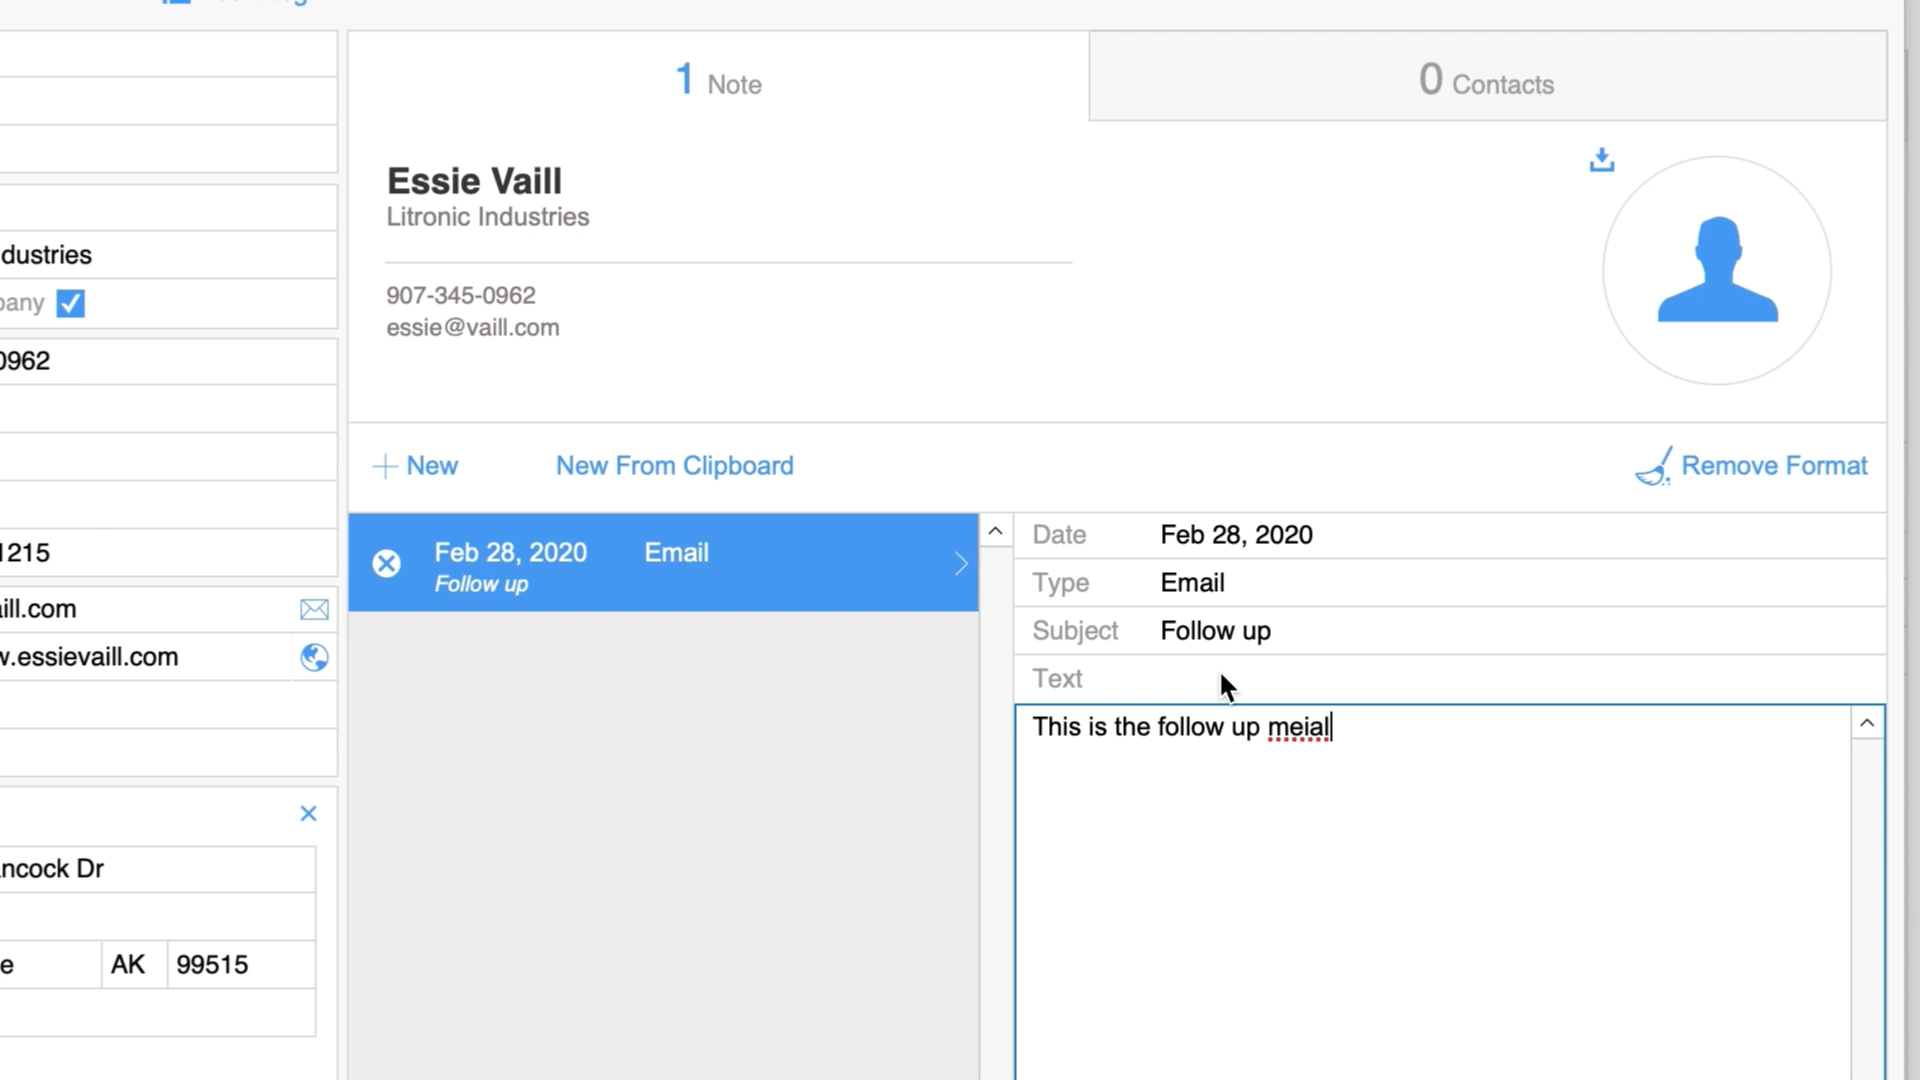 1 Note
0 Contacts
Essie Vaill
Litronic Industries
907-345-0962
essie@vaill.com
New
New From Clipboard
Remove Format
Feb 28, 2020 Email
Follow up
Date Feb 28, 2020
Type Email
Subject Follow up
Text
This is the follow up meial
dustries
pany
0962
1215
ill.com
w.essievaill.com
ncock Dr
e AK 99515